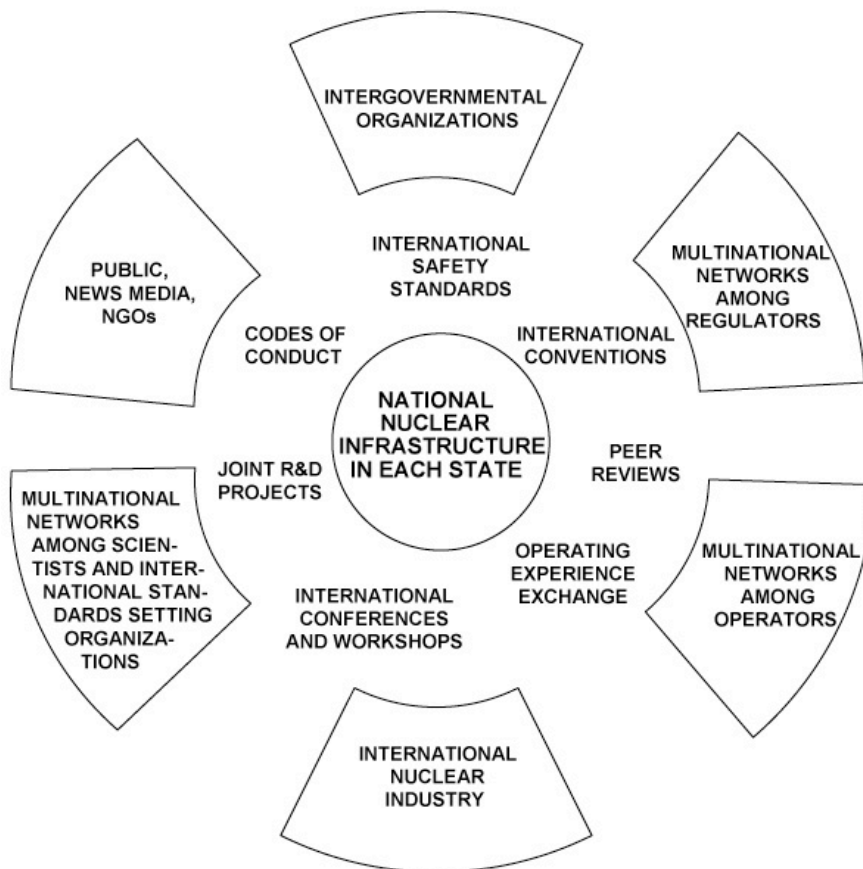 INTERGOVERNMENTAL
ORGANIZATIONS
PUBLIC,
NEWS MEDIA,
NGOs
INTERNATIONAL
SAFETY
STANDARDS
MULTINATIONAL
NETWORKS
AMONG
REGULATORS
CODES OF
CONDUCT
INTERNATIONAL
CONVENTIONS
NATIONAL
NUCLEAR
INFRASTRUCTURE
IN EACH STATE
JOINT R&D
PROJECTS
PEER
REVIEWS
MULTINATIONAL
NETWORKS
AMONG SCIEN-
TISTS AND INTER-
NATIONAL STAN-
DARDS SETTING
ORGANIZA-
TIONS
OPERATING
EXPERIENCE
EXCHANGE
MULTINATIONAL
NETWORKS
AMONG
OPERATORS
INTERNATIONAL
CONFERENCES
AND WORKSHOPS
INTERNATIONAL
NUCLEAR
INDUSTRY